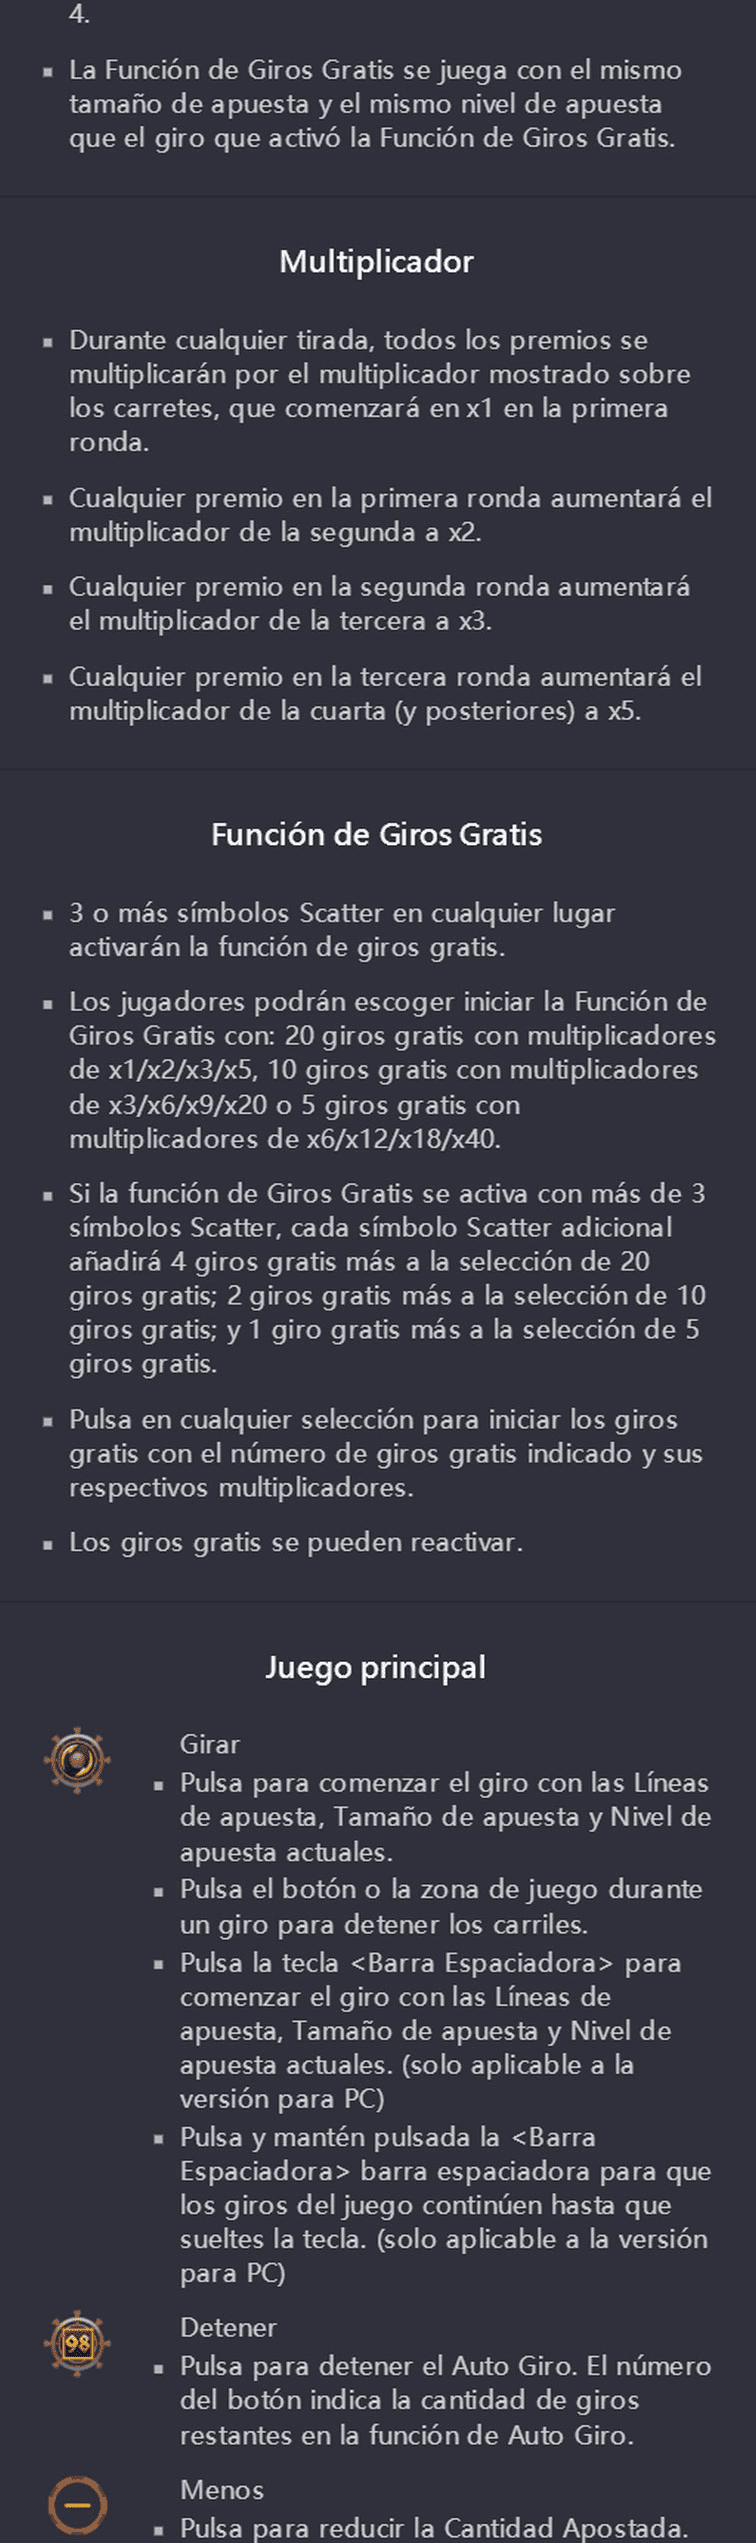 4.
▪ La Función de Giros Gratis se juega con el mismo
tamaño de apuesta y el mismo nivel de apuesta
que el giro que activó la Función de Giros Gratis.
Multiplicador
▪ Durante cualquier tirada, todos los premios se
multiplicarán por el multiplicador mostrado sobre
los carretes, que comenzará en x1 en la primera
ronda.
▪ Cualquier premio en la primera ronda aumentará el
multiplicador de la segunda a x2.
▪ Cualquier premio en la segunda ronda aumentará
el multiplicador de la tercera a x3.
▪ Cualquier premio en la tercera ronda aumentará el
multiplicador de la cuarta (y posteriores) a x5.
Función de Giros Gratis
▪ 3 o más símbolos Scatter en cualquier lugar
activarán la función de giros gratis.
▪ Los jugadores podrán escoger iniciar la Función de
Giros Gratis con: 20 giros gratis con multiplicadores
de x1/x2/x3/x5, 10 giros gratis con multiplicadores
de x3/x6/x9/x20 o 5 giros gratis con
multiplicadores de x6/x12/x18/x40.
▪ Si la función de Giros Gratis se activa con más de 3
símbolos Scatter, cada símbolo Scatter adicional
añadirá 4 giros gratis más a la selección de 20
giros gratis; 2 giros gratis más a la selección de 10
giros gratis; y 1 giro gratis más a la selección de 5
giros gratis.
▪ Pulsa en cualquier selección para iniciar los giros
gratis con el número de giros gratis indicado y sus
respectivos multiplicadores.
▪ Los giros gratis se pueden reactivar.
Juego principal
Girar
▪ Pulsa para comenzar el giro con las Líneas
de apuesta, Tamaño de apuesta y Nivel de
apuesta actuales.
▪ Pulsa el botón o la zona de juego durante
un giro para detener los carriles.
▪ Pulsa la tecla <Barra Espaciadora> para
comenzar el giro con las Líneas de
apuesta, Tamaño de apuesta y Nivel de
apuesta actuales. (solo aplicable a la
versión para PC)
▪ Pulsa y mantén pulsada la <Barra
Espaciadora> barra espaciadora para que
los giros del juego continúen hasta que
sueltes la tecla. (solo aplicable a la versión
para PC)
98
Detener
▪ Pulsa para detener el Auto Giro. El número
del botón indica la cantidad de giros
restantes en la función de Auto Giro.
Menos
▪ Pulsa para reducir la Cantidad Apostada.